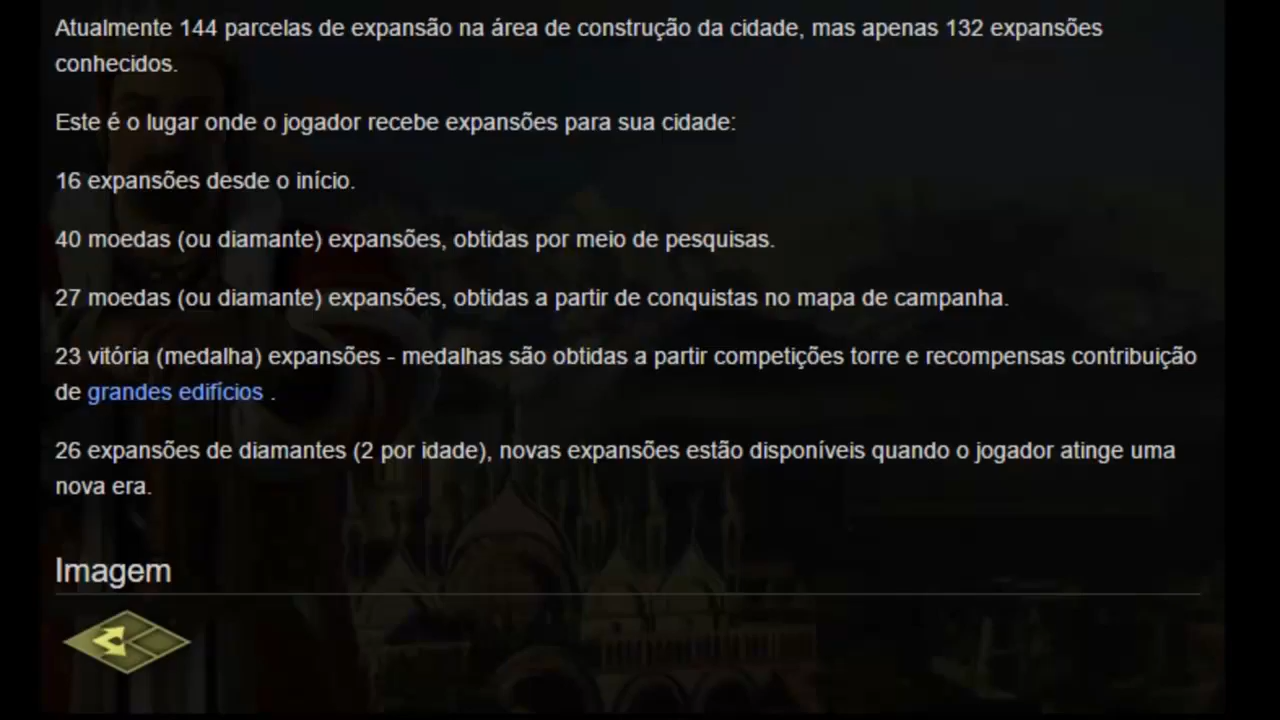 Atualmente 144 parcelas de expansão na área de construção da cidade, mas apenas 132 expansões
conhecidos.
Este é o lugar onde o jogador recebe expansões para sua cidade:
16 expansões desde o início.
40 moedas (ou diamante) expansões, obtidas por meio de pesquisas.
27 moedas (ou diamante) expansões, obtidas a partir de conquistas no mapa de campanha.
23 vitória (medalha) expansões - medalhas são obtidas a partir competições torre e recompensas contribuição
de grandes edifícios .
26 expansões de diamantes (2 por idade), novas expansões estão disponíveis quando o jogador atinge uma
nova era.
Imagem